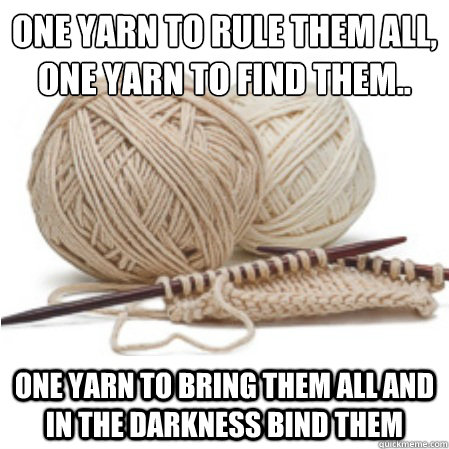 ONE YARN TO RULE THEM ALL,
ONE YARN TO FIND THEM..
ONE YARN TO BRING THEM ALL AND
IN THE DARKNESS BIND THEM
quickmeme.com